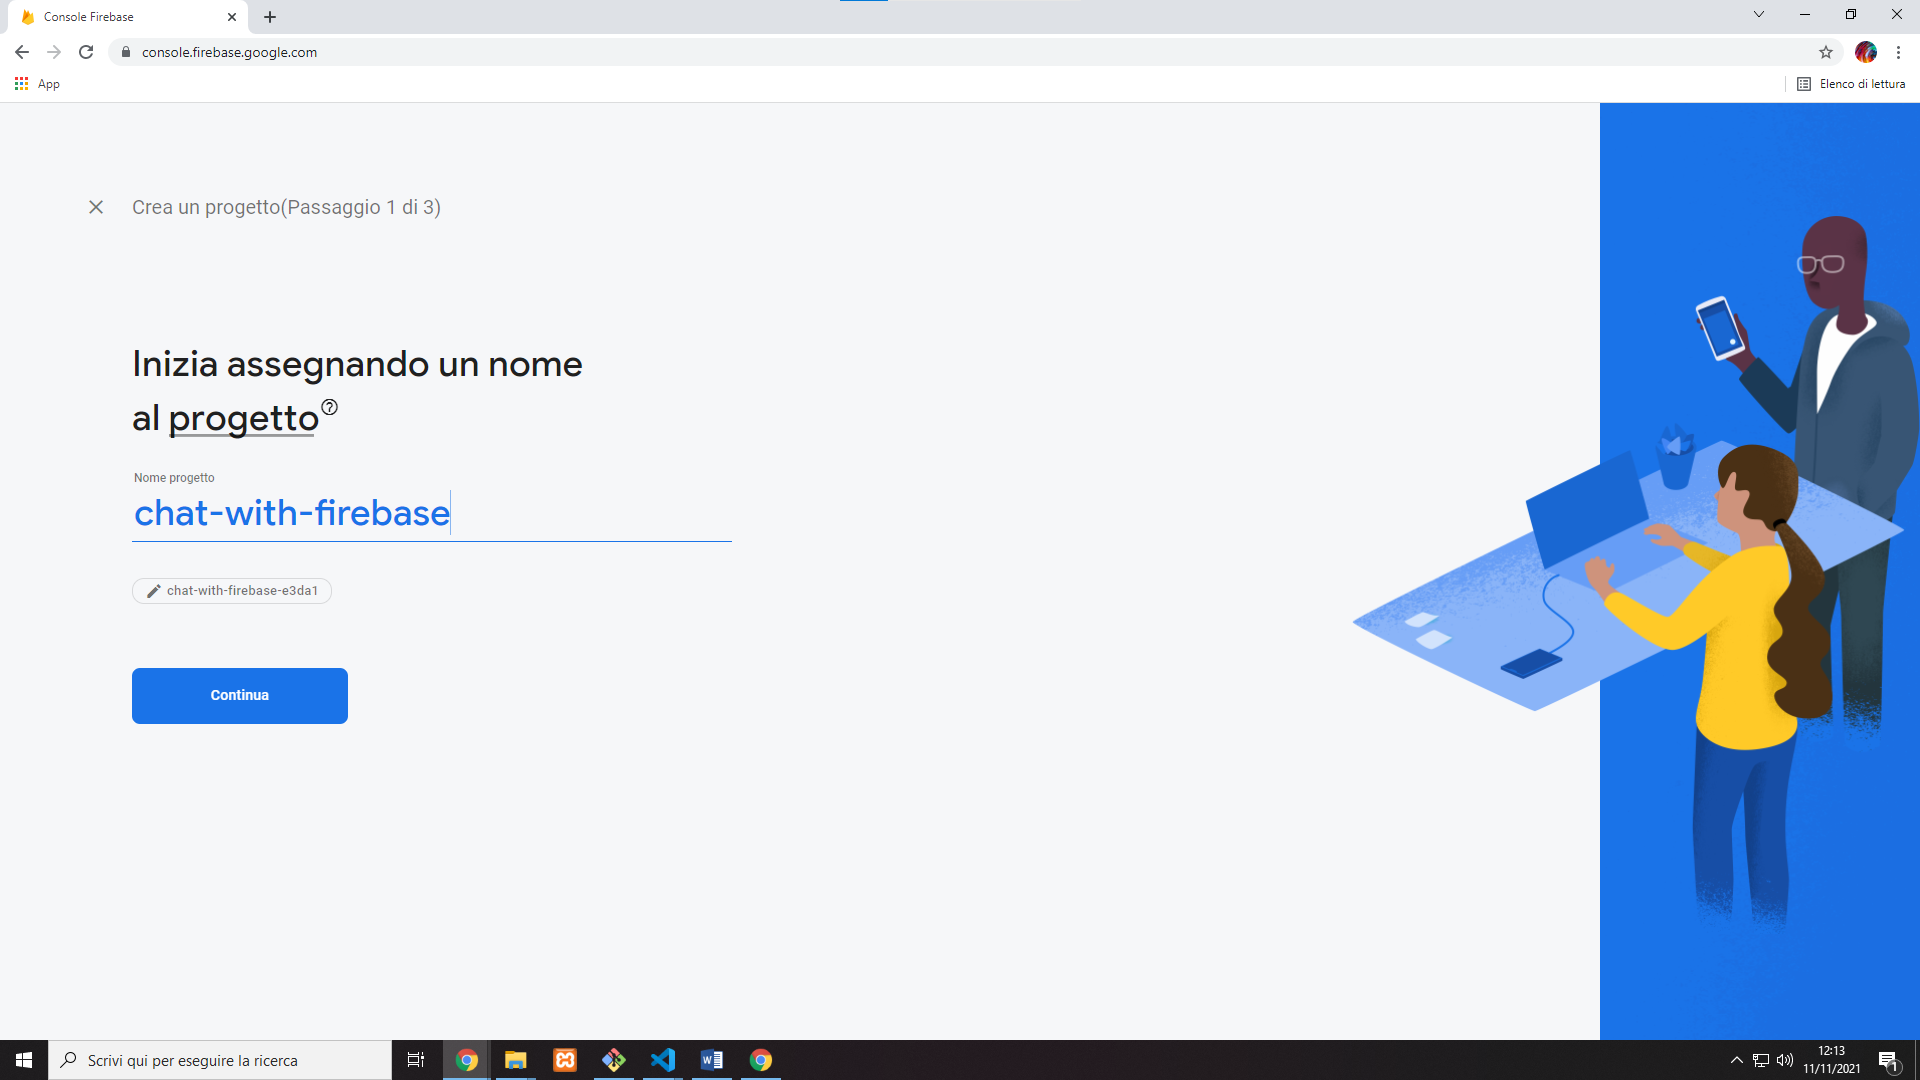 Console Firebase
console.firebase.google.com
App
Elenco di lettura
Crea un progetto(Passaggio 1 di 3)
Inizia assegnando un nome
al progetto
Nome progetto
chat-with-firebase
chat-with-firebase-e3da1
Continua
Scrivi qui per eseguire la ricerca
12:13
11/11/2021
1